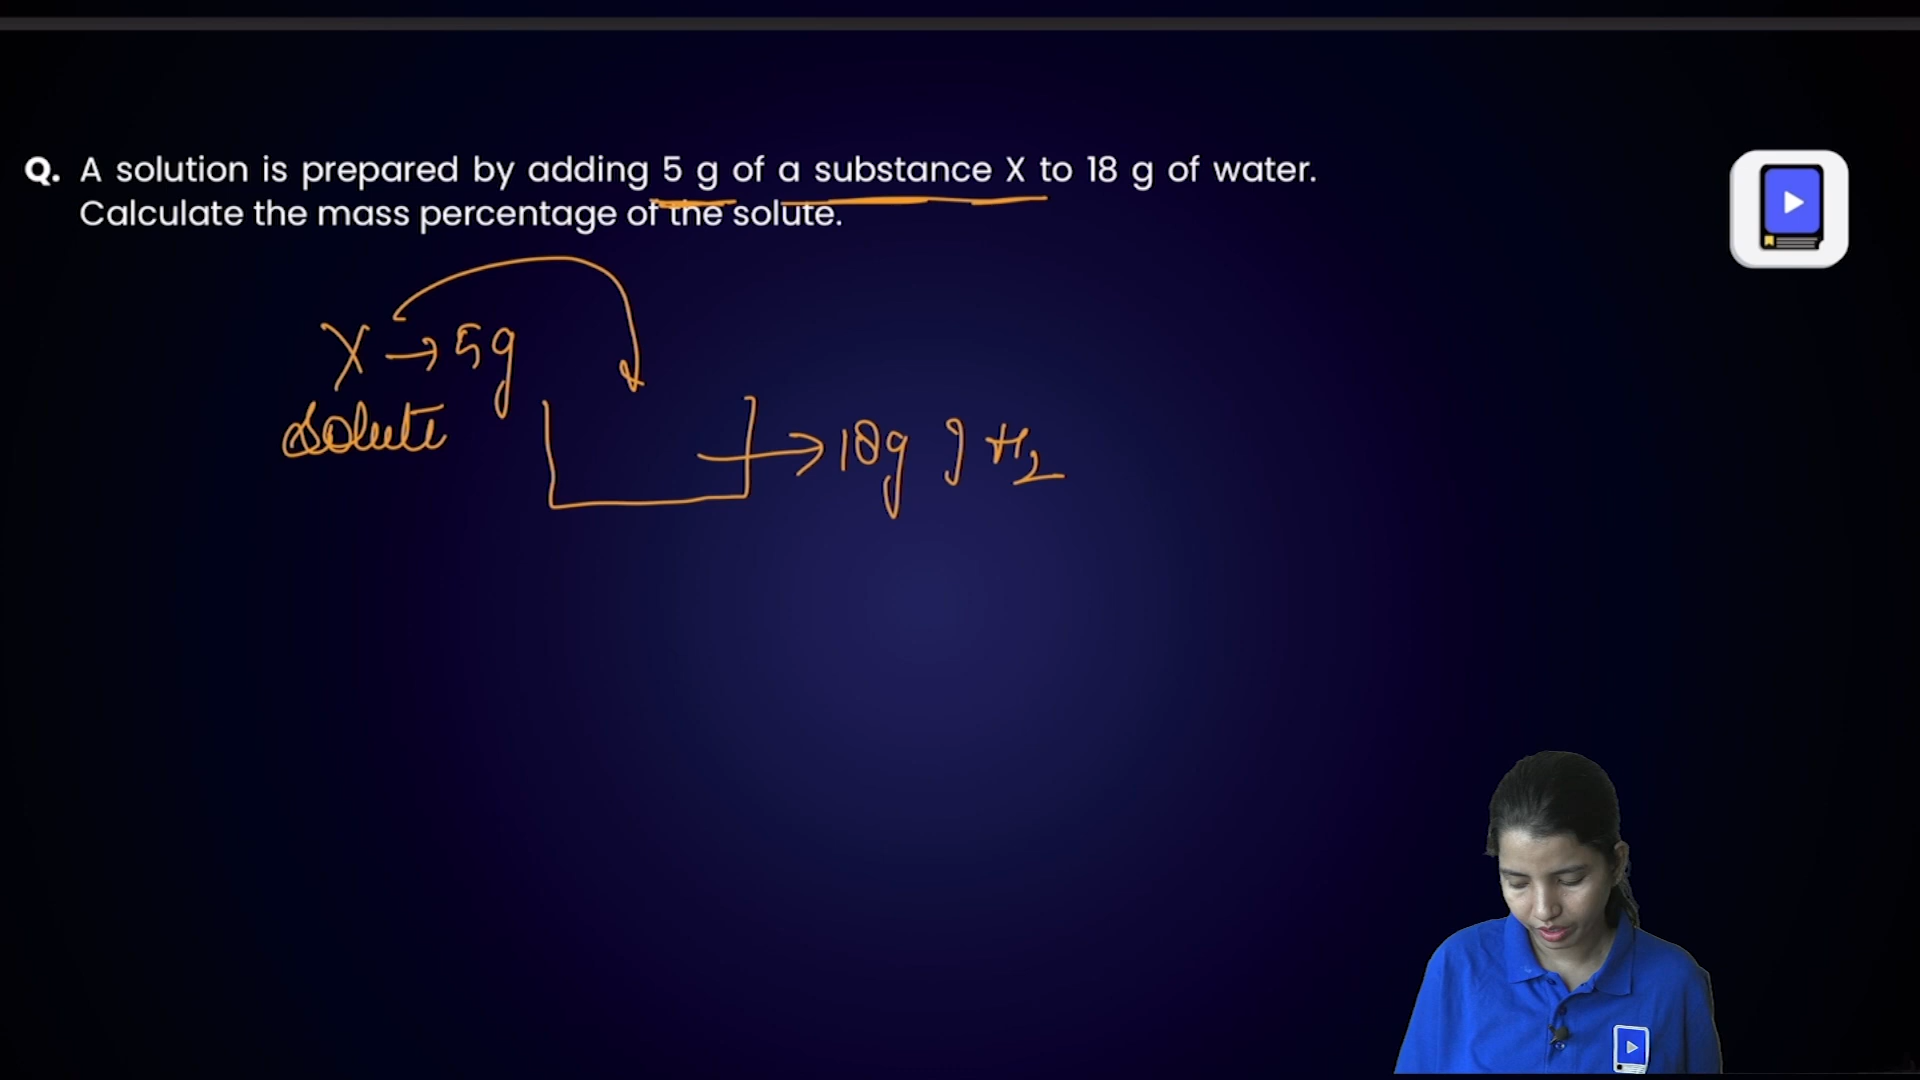 Q. A solution is prepared by adding 5 g of a substance X to 18 g of water.
Calculate the mass percentage of the solute.
X → 5g
Solute
→ 18g g H2